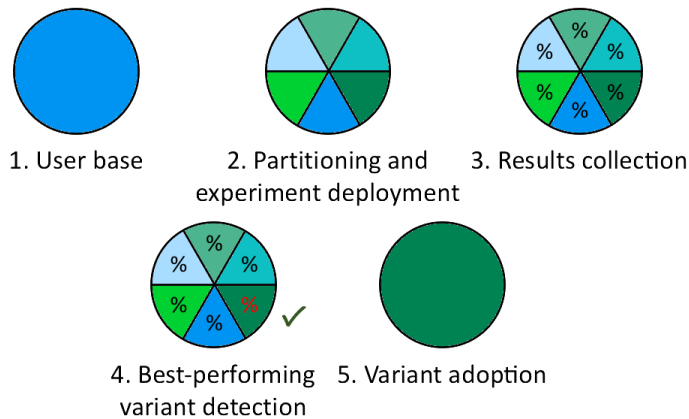 % % % % % %
1. User base
2. Partitioning and
experiment deployment
3. Results collection
% % % % % %
4. Best-performing
variant detection
5. Variant adoption